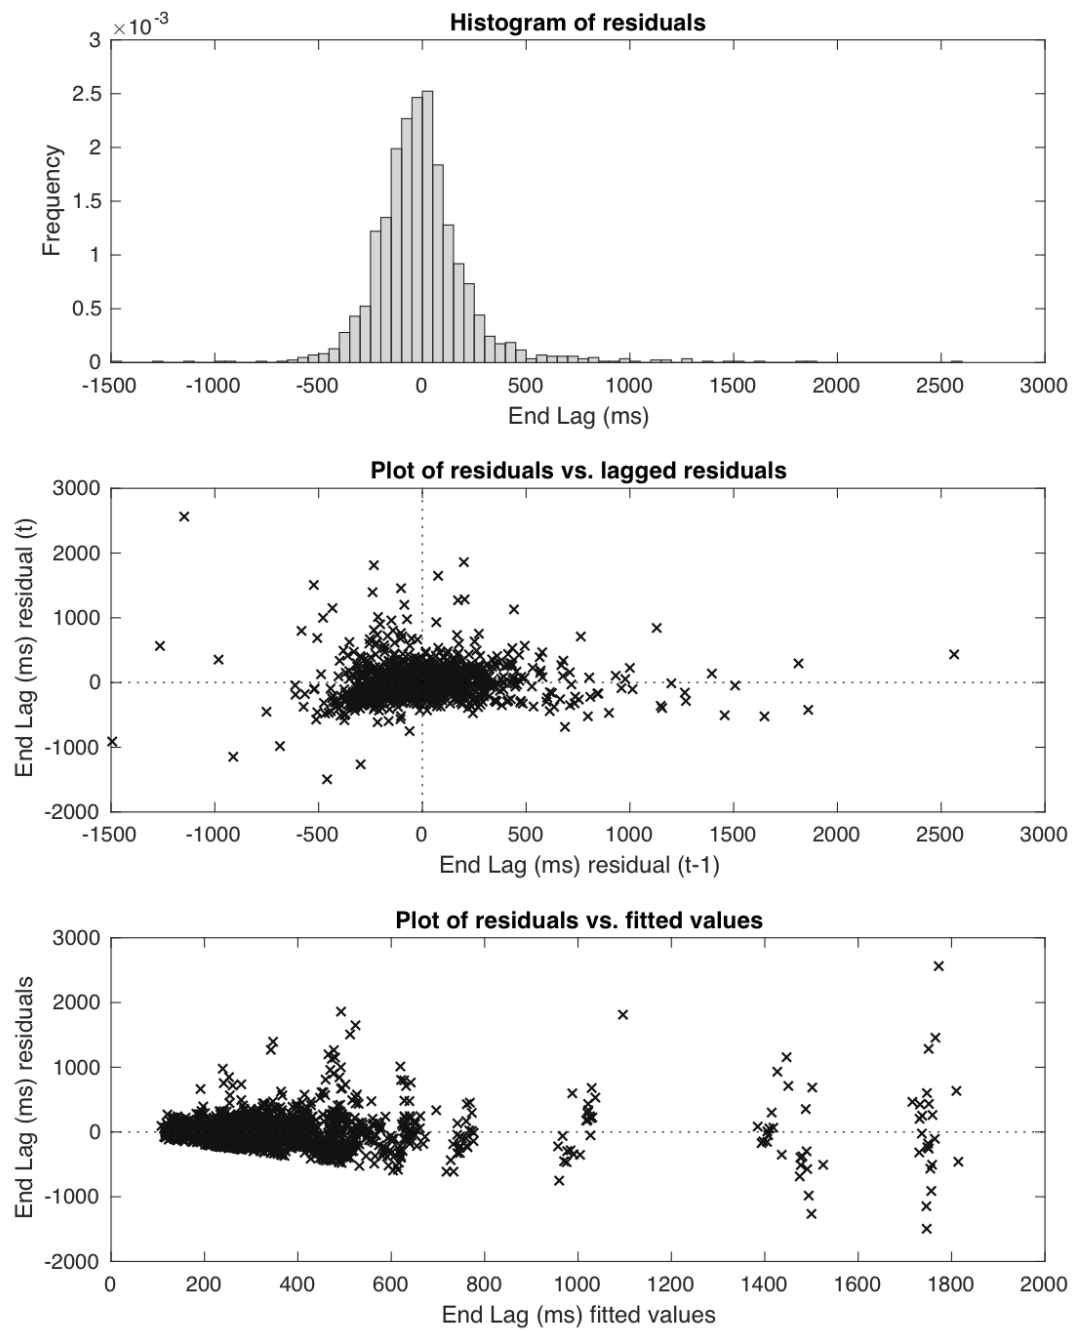 Histogram of residuals
×10-3
3
2.5
2
1.5
1
0.5
0
Frequency
-1500 -1000 -500 0 500 1000 1500 2000 2500 3000
End Lag (ms)
Plot of residuals vs. lagged residuals
3000
2000
1000
0
-1000
-2000
End Lag (ms) residual (t)
-1500 -1000 -500 0 500 1000 1500 2000 2500 3000
End Lag (ms) residual (t-1)
Plot of residuals vs. fitted values
3000
2000
1000
0
-1000
-2000
End Lag (ms) residuals
0 200 400 600 800 1000 1200 1400 1600 1800 2000
End Lag (ms) fitted values